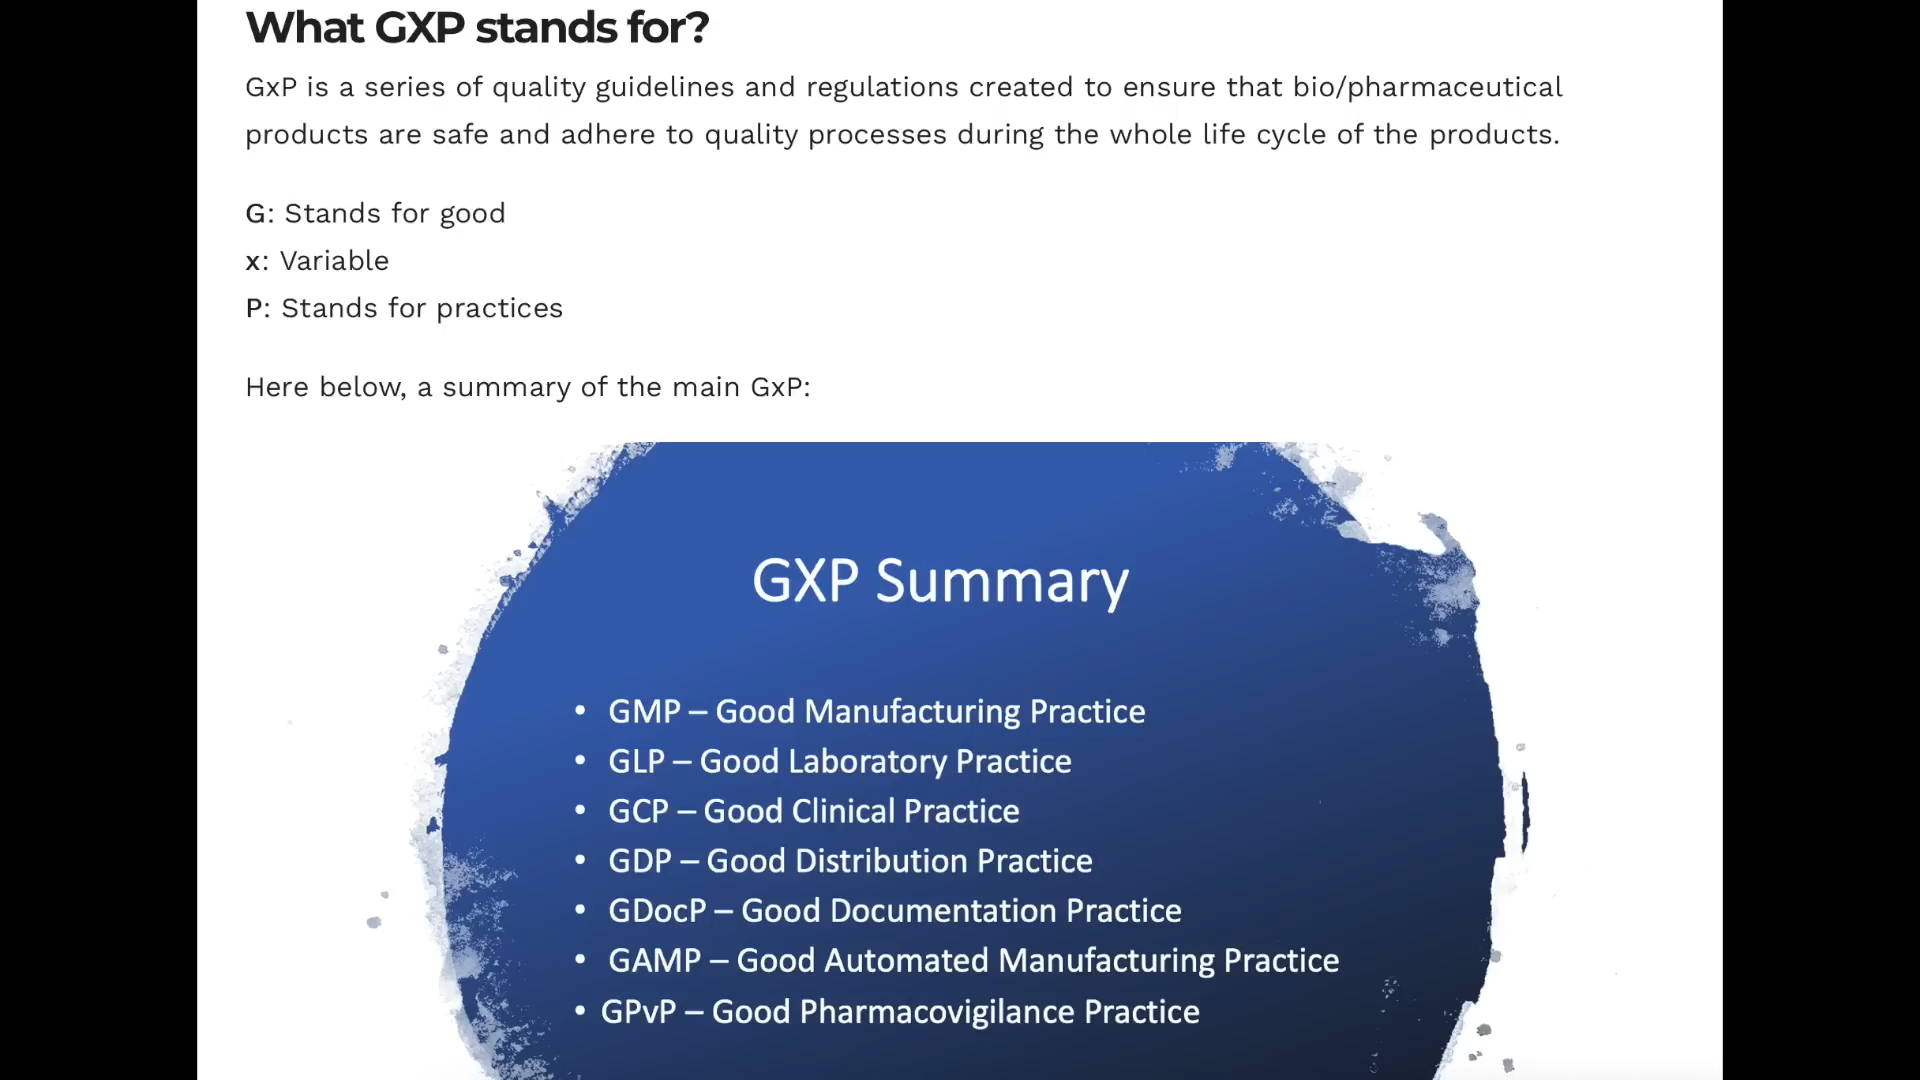 What GXP stands for?
GxP is a series of quality guidelines and regulations created to ensure that bio/pharmaceutical
products are safe and adhere to quality processes during the whole life cycle of the products.
G: Stands for good
x: Variable
P: Stands for practices
Here below, a summary of the main GxP:
GXP Summary
• GMP – Good Manufacturing Practice
• GLP – Good Laboratory Practice
• GCP – Good Clinical Practice
• GDP – Good Distribution Practice
• GDocP – Good Documentation Practice
• GAMP – Good Automated Manufacturing Practice
• GPvP – Good Pharmacovigilance Practice